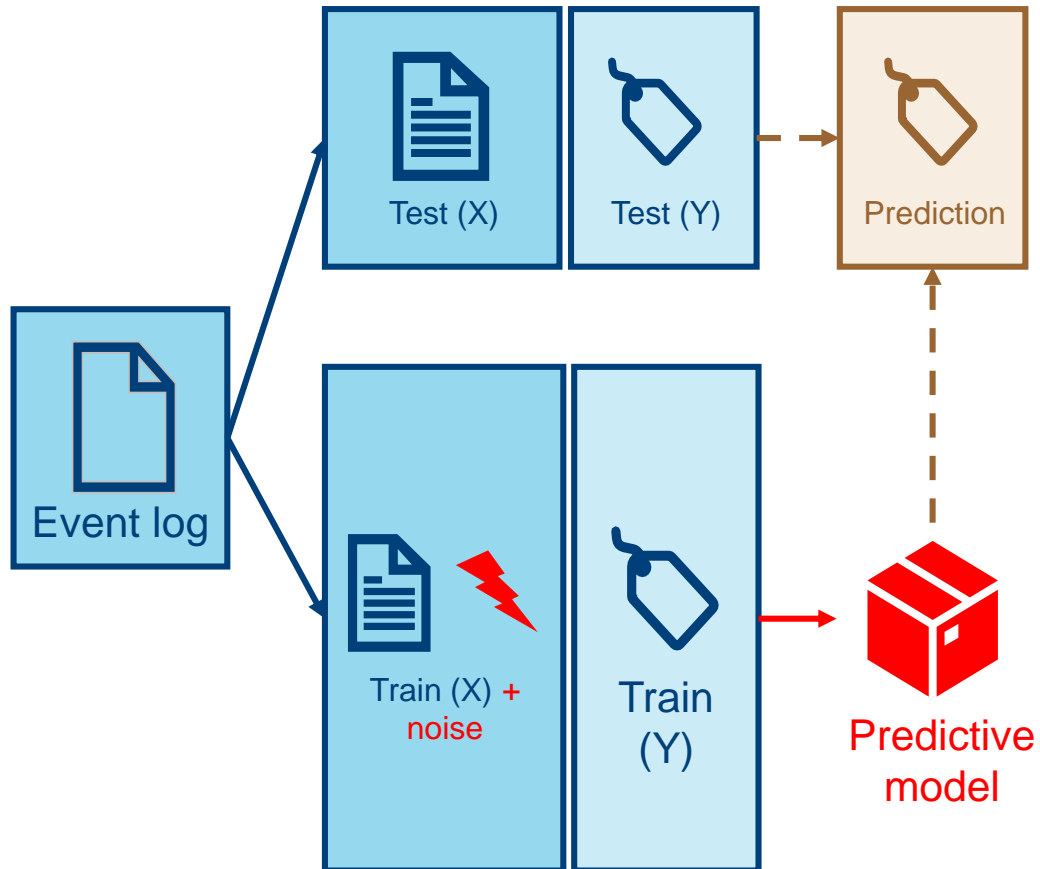 Test (X)
Test (Y)
Prediction
Event log
Train (X) +
noise
Train
(Y)
Predictive
model